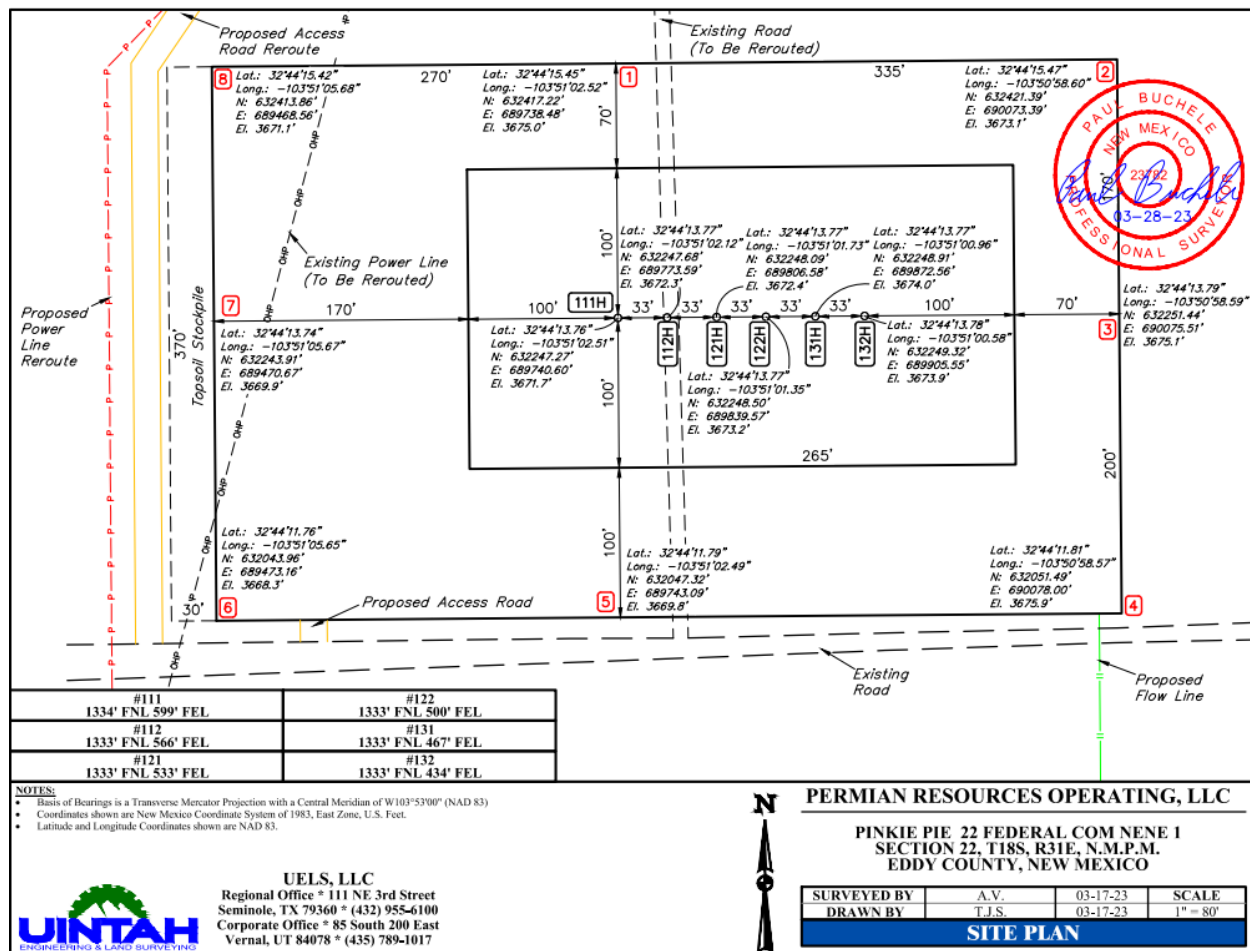 Proposed Access
Road Reroute
Existing Road
(To Be Rerouted)
8
270'
1
335'
2
Lat.: 32°44'15.42"
Long.: -103°51'05.68"
N: 632413.86'
E: 689468.56'
El. 3671.1'
Lat.: 32°44'15.45"
Long.: -103°51'02.52"
N: 632417.22'
E: 689738.48'
El. 3675.0'
70'
Lat.: 32°44'15.47"
Long.: -103°50'58.60"
N: 632421.39'
E: 690073.39'
El. 3673.1'
PAUL BUCHELE
NEW MEXICO
23782
PROFESSIONAL SURVEYOR
Paul Buchele
03-28-23
170'
Existing Power Line
(To Be Rerouted)
Proposed
Power
Line
Reroute
Topsoil Stockpile
370'
OHP
OHP
OHP
OHP
OHP
OHP
P
100'
Lat.: 32°44'13.77"
Long.: -103°51'02.12"
N: 632247.68'
E: 689773.59'
El. 3672.3'
Lat.: 32°44'13.77"
Long.: -103°51'01.73"
N: 632248.09'
E: 689806.58'
El. 3672.4'
Lat.: 32°44'13.77"
Long.: -103°51'00.96"
N: 632248.91'
E: 689872.56'
El. 3674.0'
7
170'
100'
111H
33'
33'
33'
33'
33'
100'
70'
3
112H
121H
122H
131H
132H
Lat.: 32°44'13.74"
Long.: -103°51'05.67"
N: 632243.91'
E: 689470.67'
El. 3669.9'
Lat.: 32°44'13.76"
Long.: -103°51'02.51"
N: 632247.27'
E: 689740.60'
El. 3671.7'
Lat.: 32°44'13.77"
Long.: -103°51'01.35"
N: 632248.50'
E: 689839.57'
El. 3673.2'
Lat.: 32°44'13.78"
Long.: -103°51'00.58"
N: 632249.32'
E: 689905.55'
El. 3673.9'
Lat.: 32°44'13.79"
Long.: -103°50'58.59"
N: 632251.44'
E: 690075.51'
El. 3675.1'
100'
265'
200'
100'
Lat.: 32°44'11.76"
Long.: -103°51'05.65"
N: 632043.96'
E: 689473.16'
El. 3668.3'
Lat.: 32°44'11.79"
Long.: -103°51'02.49"
N: 632047.32'
E: 689743.09'
El. 3669.8'
Lat.: 32°44'11.81"
Long.: -103°50'58.57"
N: 632051.49'
E: 690078.00'
El. 3675.9'
30'
6
Proposed Access Road
5
4
Existing
Road
Proposed
Flow Line
#111
1334' FNL 599' FEL
#122
1333' FNL 500' FEL
#112
1333' FNL 566' FEL
#131
1333' FNL 467' FEL
#121
1333' FNL 533' FEL
#132
1333' FNL 434' FEL
NOTES:
• Basis of Bearings is a Transverse Mercator Projection with a Central Meridian of W103°53'00" (NAD 83)
• Coordinates shown are New Mexico Coordinate System of 1983, East Zone, U.S. Feet.
• Latitude and Longitude Coordinates shown are NAD 83.
UINTAH
ENGINEERING & LAND SURVEYING
UELS, LLC
Regional Office * 111 NE 3rd Street
Seminole, TX 79360 * (432) 955-6100
Corporate Office * 85 South 200 East
Vernal, UT 84078 * (435) 789-1017
N
PERMIAN RESOURCES OPERATING, LLC
PINKIE PIE 22 FEDERAL COM NENE 1
SECTION 22, T18S, R31E, N.M.P.M.
EDDY COUNTY, NEW MEXICO
SURVEYED BY A.V. 03-17-23 SCALE
DRAWN BY T.J.S. 03-17-23 1" = 80'
SITE PLAN